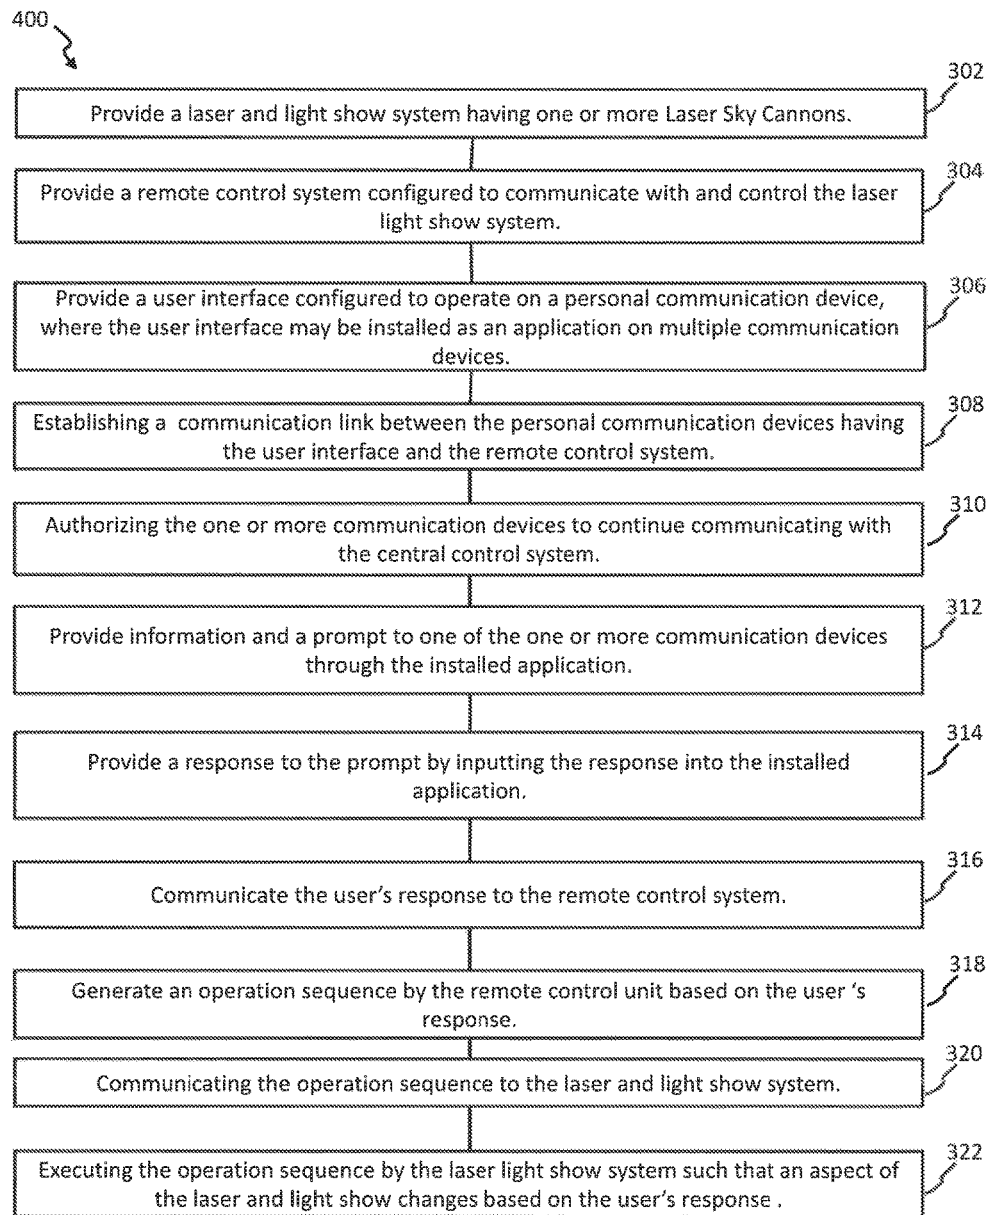 400
302
Provide a laser and light show system having one or more Laser Sky Cannons.
304
Provide a remote control system configured to communicate with and control the laser
light show system.
306
Provide a user interface configured to operate on a personal communication device,
where the user interface may be installed as an application on multiple communication
devices.
308
Establishing a communication link between the personal communication devices having
the user interface and the remote control system.
310
Authorizing the one or more communication devices to continue communicating with
the central control system.
312
Provide information and a prompt to one of the one or more communication devices
through the installed application.
314
Provide a response to the prompt by inputting the response into the installed
application.
316
Communicate the user's response to the remote control system.
318
Generate an operation sequence by the remote control unit based on the user 's
response.
320
Communicating the operation sequence to the laser and light show system.
322
Executing the operation sequence by the laser light show system such that an aspect of
the laser and light show changes based on the user's response .